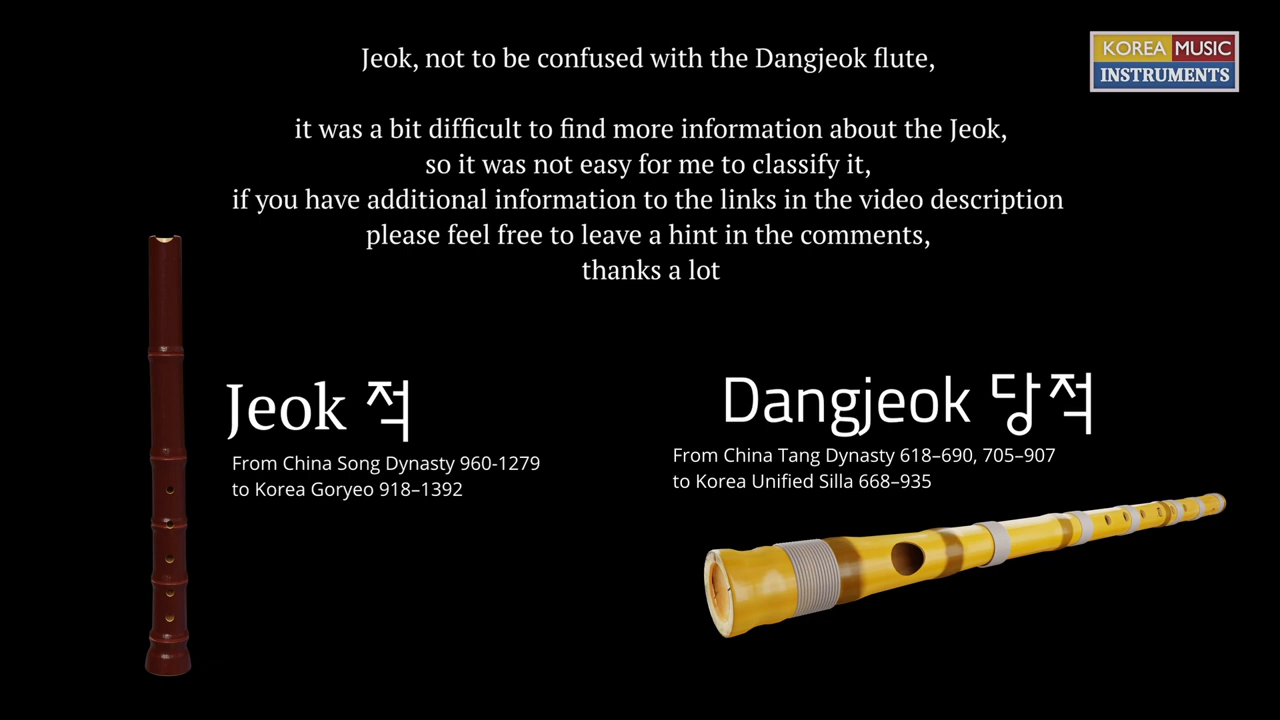 Jeok, not to be confused with the Dangjeok flute,
KOREA MUSIC
INSTRUMENTS
it was a bit difficult to find more information about the Jeok,
so it was not easy for me to classify it,
if you have additional information to the links in the video description
please feel free to leave a hint in the comments,
thanks a lot
Jeok 적
From China Song Dynasty 960-1279
to Korea Goryeo 918–1392
Dangjeok 당적
From China Tang Dynasty 618–690, 705–907
to Korea Unified Silla 668–935